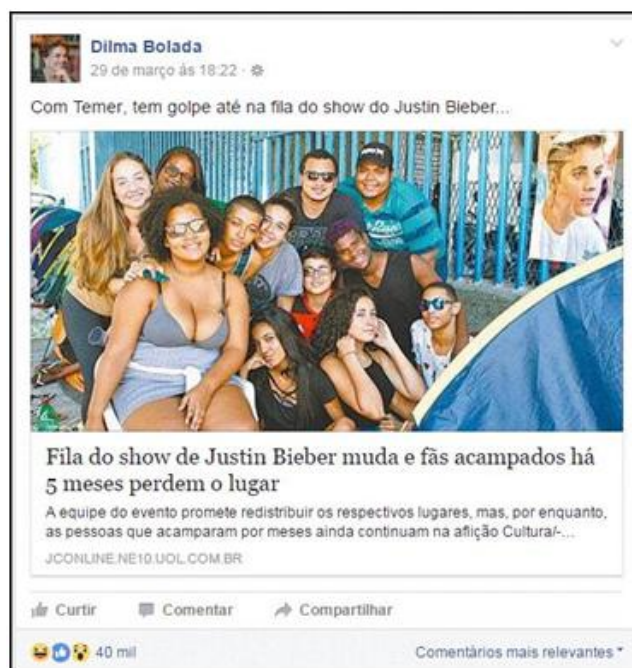 Dilma Bolada
29 de março às 18:22 ·
Com Temer, tem golpe até na fila do show do Justin Bieber...
Fila do show de Justin Bieber muda e fãs acampados há
5 meses perdem o lugar
A equipe do evento promete redistribuir os respectivos lugares, mas, por enquanto,
as pessoas que acamparam por meses ainda continuam na aflição Cultura/-...
JCONLINE.NE10.UOL.COM.BR
Curtir Comentar Compartilhar
40 mil Comentários mais relevantes